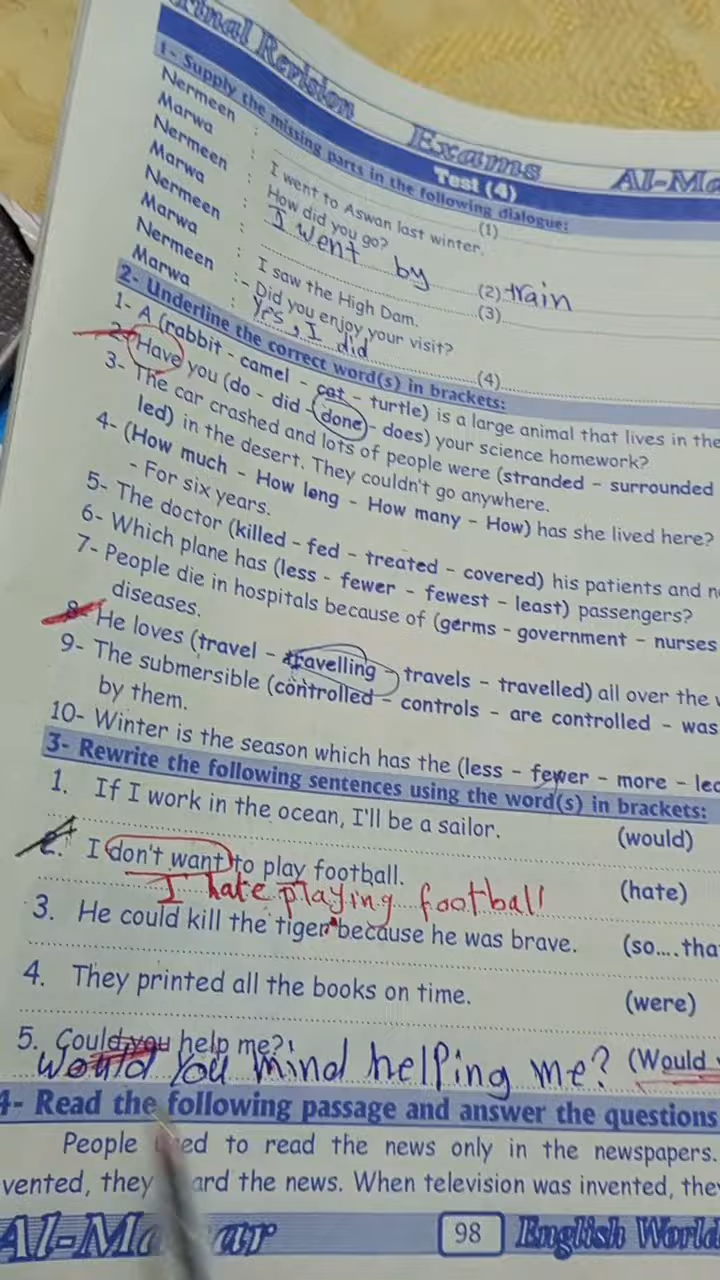 Final Revision Exams Al-Ma
Test (4)
1- Supply the missing parts in the following dialogue:
Nermeen : (1)
Marwa : I went to Aswan last winter.
Nermeen : How did you go?
Marwa : I went by (2) train
Nermeen : (3)
Marwa : I saw the High Dam.
Nermeen :- Did you enjoy your visit?
Marwa : Yes, I did (4)
2- Underline the correct word(s) in brackets:
1- A (rabbit - camel - cat - turtle) is a large animal that lives in the
2- Have you (do - did - done - does) your science homework?
3- The car crashed and lots of people were (stranded - surrounded
led) in the desert. They couldn't go anywhere.
4- (How much - How long - How many - How) has she lived here?
- For six years.
5- The doctor (killed - fed - treated - covered) his patients and
6- Which plane has (less - fewer - fewest - least) passengers?
7- People die in hospitals because of (germs - government - nurses
diseases.
8- He loves (travel - travelling - travels - travelled) all over the
9- The submersible (controlled - controls - are controlled - was
by them.
10- Winter is the season which has the (less - fewer - more -
3- Rewrite the following sentences using the word(s) in brackets:
1. If I work in the ocean, I'll be a sailor. (would)
2. I don't want to play football. (hate)
I hate playing football
3. He could kill the tiger because he was brave. (so....tha
4. They printed all the books on time. (were)
5. Could you help me? (Would
Would you mind helping me?
4- Read the following passage and answer the questions
People used to read the news only in the newspapers.
vented, they heard the news. When television was invented, the
98 English World